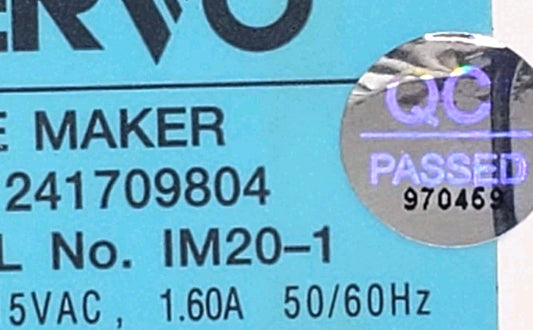 ERVO
E MAKER
241709804
L No. IM20-1
5VAC, 1.60A 50/60Hz
QC
PASSED
970469